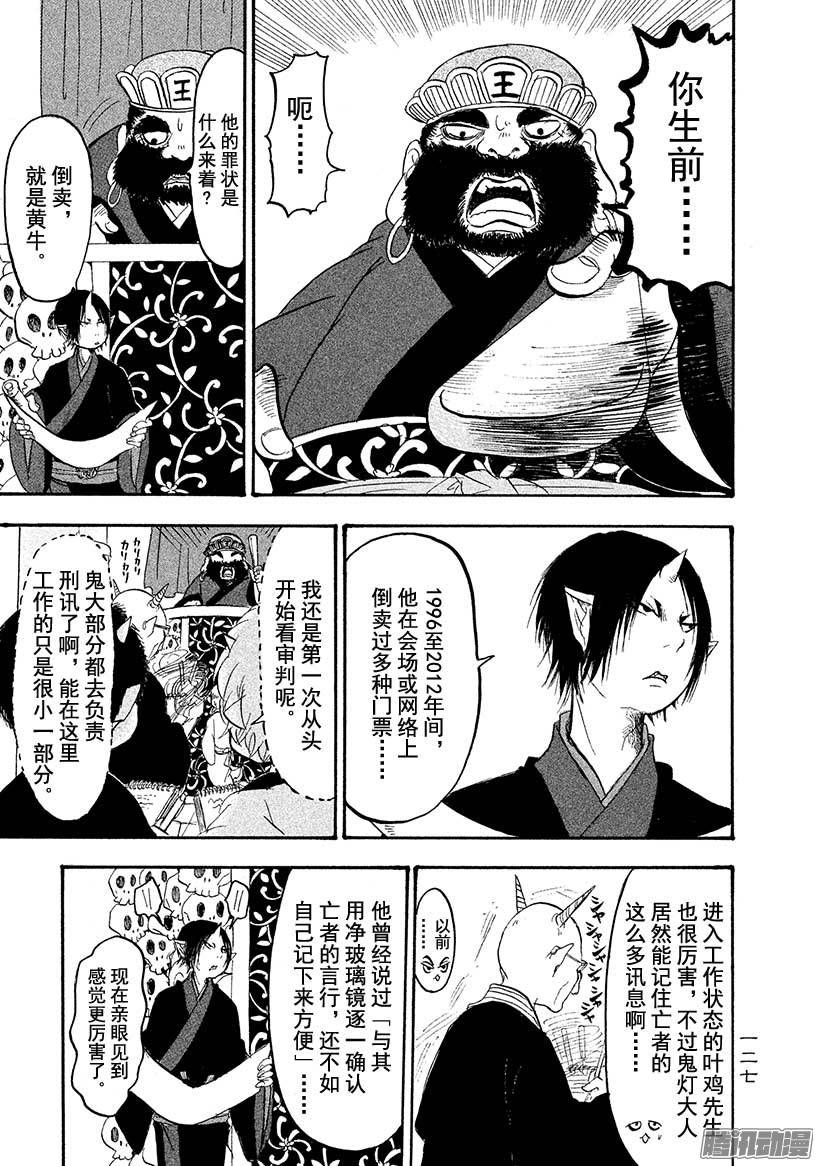 你生前……
王
呃……
王
他的罪状是
什么来着？
倒卖，
就是黄牛。
1996至2012年间，
他在会场或网络上
倒卖过多种门票……
我还是第一次从头
开始看审判呢。
カリカリ
カリカリ
鬼大部分都去负责
刑讯了啊，能在这里
工作的只是很小一部分。
进入工作状态的叶鸡先生
也很厉害，不过鬼灯大人
居然能记住亡者的
这么多讯息啊……
以前
……
他曾经说过「与其
用净玻璃镜逐一确认
亡者的言行，还不如
自己记下来方便」……
现在亲眼见到
感觉更厉害了。
一二七
腾讯动漫